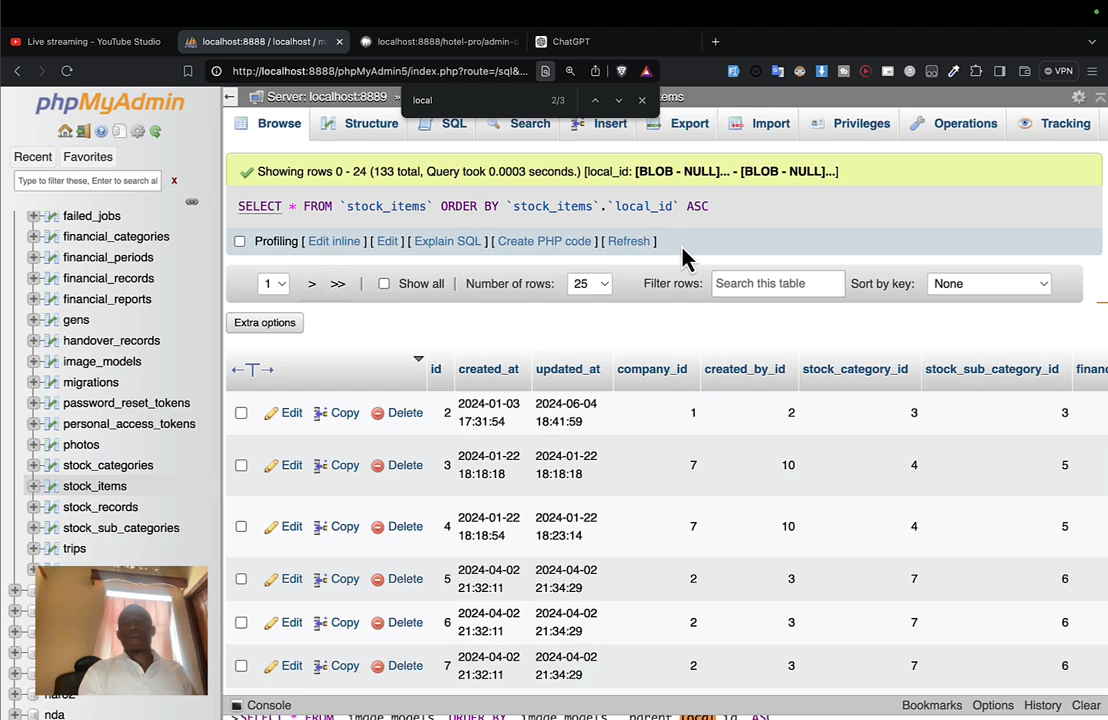 Live streaming - YouTube Studio
localhost:8888 / localhost / m
localhost:8888/hotel-pro/admin-
ChatGPT
http://localhost:8888/phpMyAdmin5/index.php?route=/sql&...
VPN
local 2/3
phpMyAdmin
Recent Favorites
Type to filter these, Enter to search al X
failed_jobs
financial_categories
financial_periods
financial_records
financial_reports
gens
handover_records
image_models
migrations
password_reset_tokens
personal_access_tokens
photos
stock_categories
stock_items
stock_records
stock_sub_categories
trips
nda
Server: localhost:8889 »
Browse Structure SQL Search Insert Export Import Privileges Operations Tracking
Showing rows 0 - 24 (133 total, Query took 0.0003 seconds.) [local_id: [BLOB - NULL]... - [BLOB - NULL]...]
SELECT * FROM `stock_items` ORDER BY `stock_items`.`local_id` ASC
Profiling [ Edit inline ] [ Edit ] [ Explain SQL ] [ Create PHP code ] [ Refresh ]
1 > >> | Show all | Number of rows: 25 Filter rows: Search this table Sort by key: None
Extra options
←T→ id created_at updated_at company_id created_by_id stock_category_id stock_sub_category_id financ
Edit Copy Delete 2 2024-01-03 17:31:54 2024-06-04 18:41:59 1 2 3 3
Edit Copy Delete 3 2024-01-22 18:18:18 2024-01-22 18:18:18 7 10 4 5
Edit Copy Delete 4 2024-01-22 18:18:54 2024-01-22 18:23:14 7 10 4 5
Edit Copy Delete 5 2024-04-02 21:32:11 2024-04-02 21:34:29 2 3 7 6
Edit Copy Delete 6 2024-04-02 21:32:11 2024-04-02 21:34:29 2 3 7 6
Edit Copy Delete 7 2024-04-02 21:32:11 2024-04-02 21:34:29 2 3 7 6
Console Bookmarks Options History Clear
>SELECT * FROM `image_models` ORDER BY `image_models`.`parent_local_id` ASC